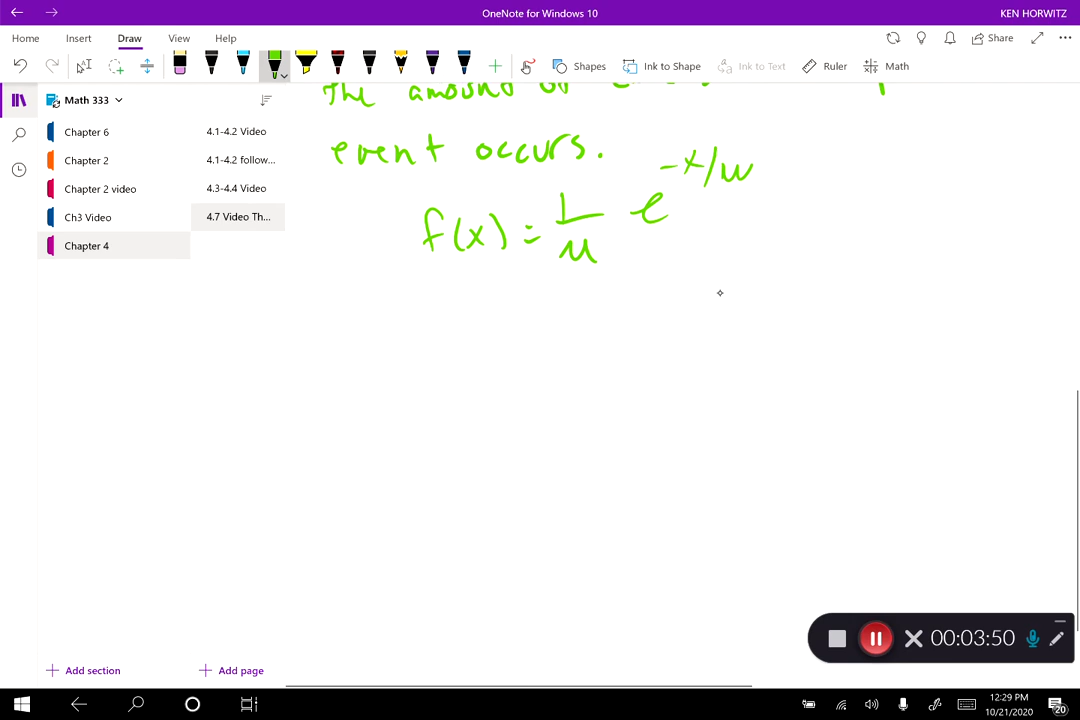 OneNote for Windows 10
KEN HORWITZ
Home Insert Draw View Help
Share
Shapes Ink to Shape Ink to Text Ruler Math
Math 333
Chapter 6
Chapter 2
Chapter 2 video
Ch3 Video
Chapter 4
4.1-4.2 Video
4.1-4.2 follow...
4.3-4.4 Video
4.7 Video Th...
the amount of
event occurs.
f(x) = 1/μ e^-x/μ
00:03:50
Add section
Add page
12:29 PM
10/21/2020
20